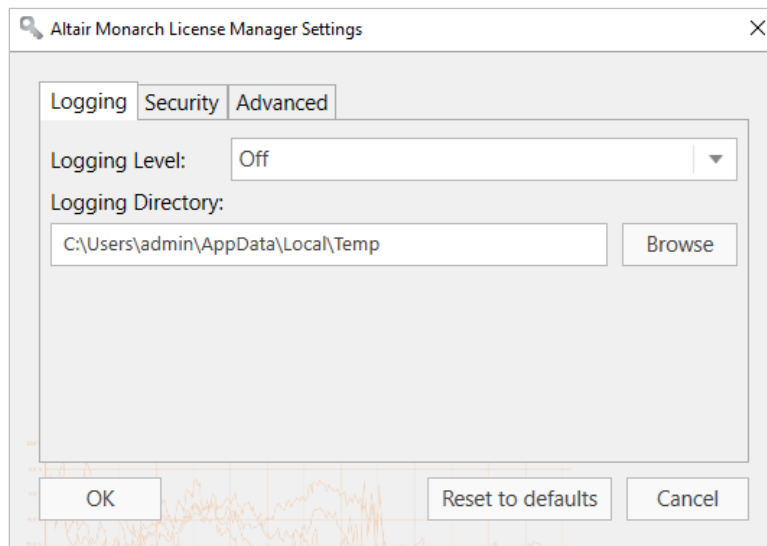 Altair Monarch License Manager Settings
Logging Security Advanced
Logging Level: Off
Logging Directory:
C:\Users\admin\AppData\Local\Temp Browse
OK Reset to defaults Cancel